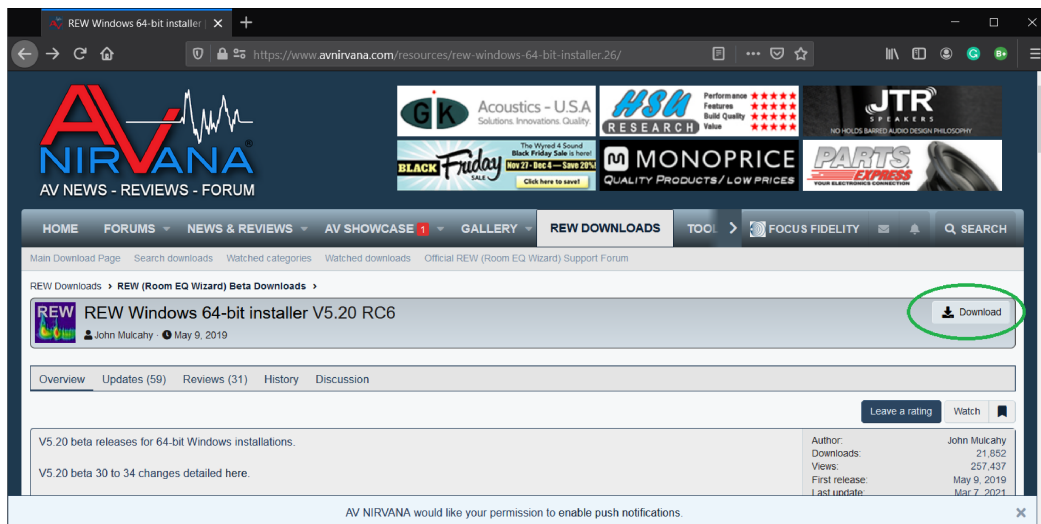 REW Windows 64-bit installer |
https://www.avnirvana.com/resources/rew-windows-64-bit-installer.26/
AV
NIRVANA®
AV NEWS - REVIEWS - FORUM
GIK Acoustics - U.S.A
Solutions. Innovations. Quality.
HSU
RESEARCH
Performance ★★★★★
Features ★★★★★
Build Quality ★★★★★
Value ★★★★★
JTR®
SPEAKERS
NO HOLDS BARRED AUDIO DESIGN PHILOSOPHY
BLACK Friday SALE
The Wyred 4 Sound
Black Friday Sale is here!
Nov 27 - Dec 4 — Save 20%!
Click here to save!
M MONOPRICE
QUALITY PRODUCTS / LOW PRICES
PARTS
EXPRESS
YOUR ELECTRONICS CONNECTION
HOME FORUMS NEWS & REVIEWS AV SHOWCASE 1 GALLERY REW DOWNLOADS TOOL FOCUS FIDELITY SEARCH
Main Download Page Search downloads Watched categories Watched downloads Official REW (Room EQ Wizard) Support Forum
REW Downloads › REW (Room EQ Wizard) Beta Downloads ›
REW
REW Windows 64-bit installer V5.20 RC6
Download
John Mulcahy · May 9, 2019
Overview Updates (59) Reviews (31) History Discussion
Leave a rating Watch
V5.20 beta releases for 64-bit Windows installations.
V5.20 beta 30 to 34 changes detailed here.
Author: John Mulcahy
Downloads: 21,852
Views: 257,437
First release: May 9, 2019
Last update: Mar 7, 2021
AV NIRVANA would like your permission to enable push notifications.